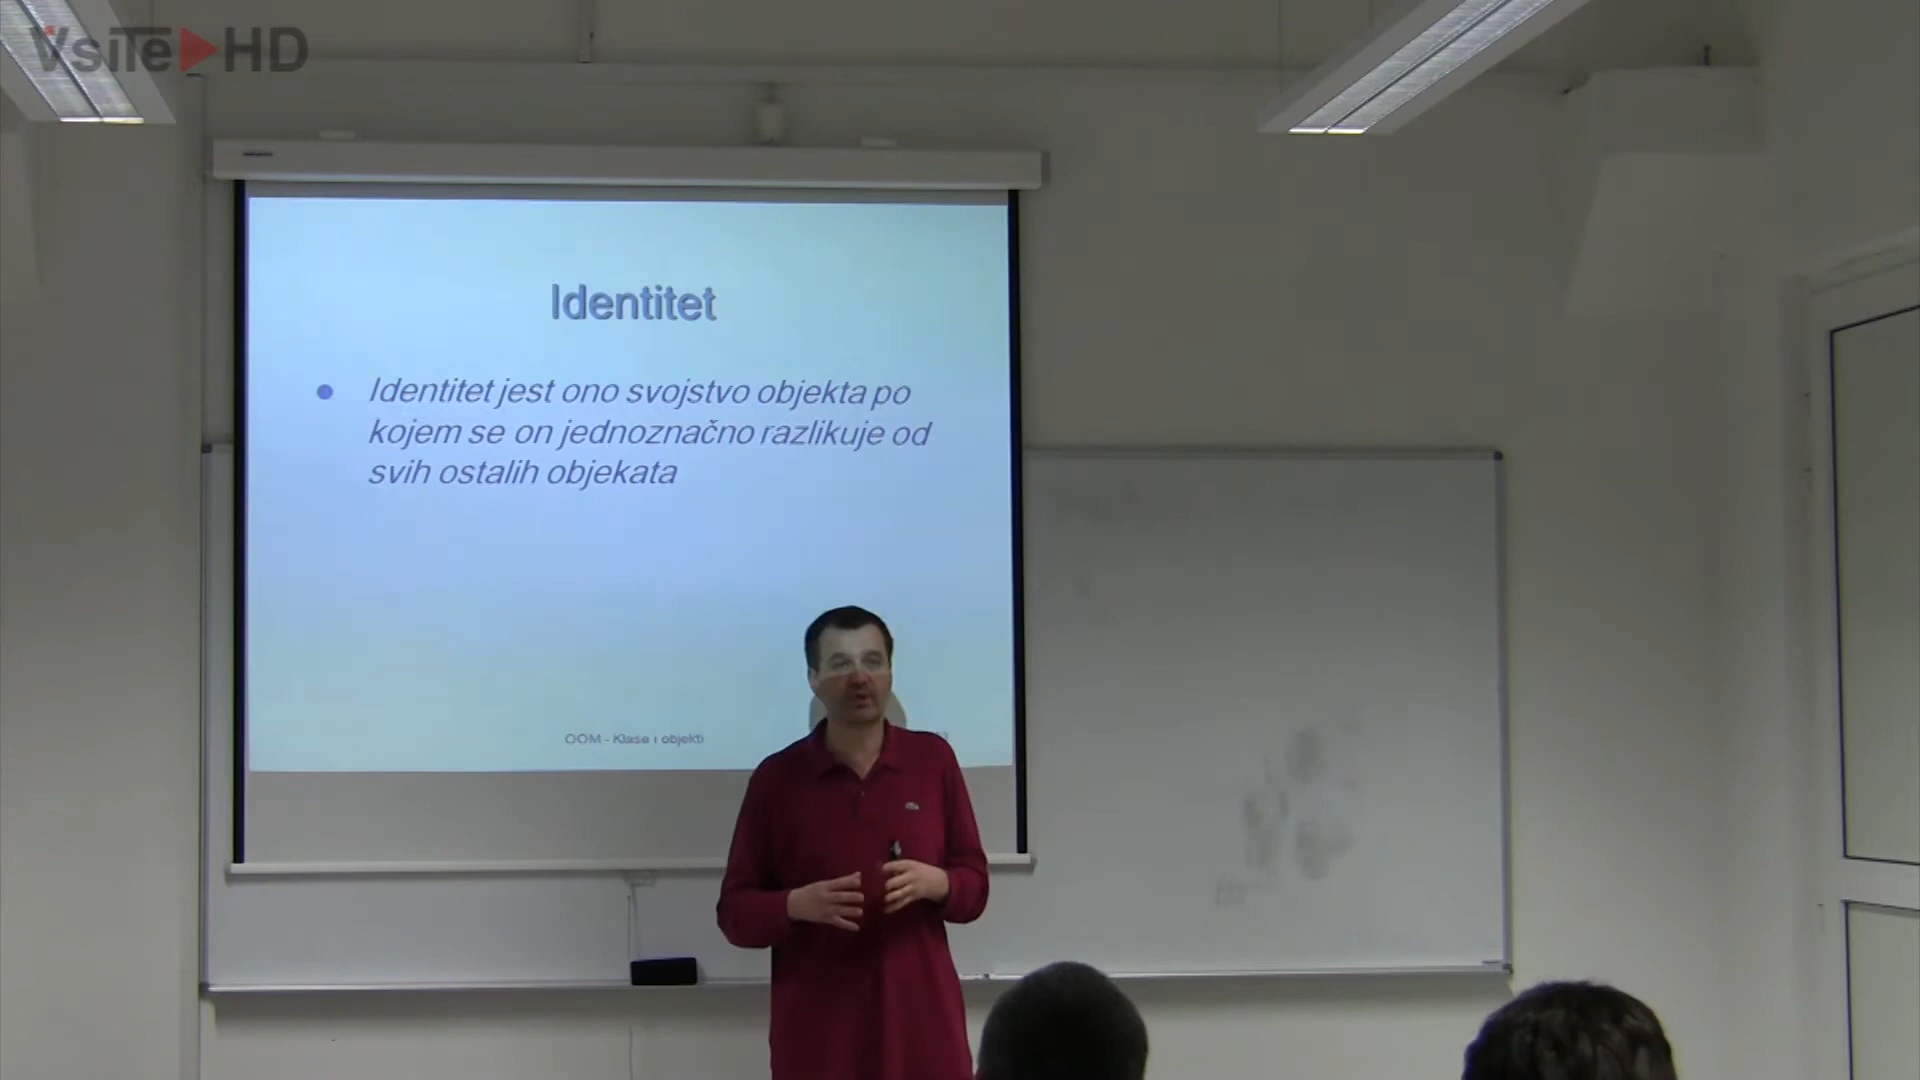 VsiTe HD
Identitet
Identitet jest ono svojstvo objekta po
kojem se on jednoznačno razlikuje od
svih ostalih objekata
OOM - Klase i objekti